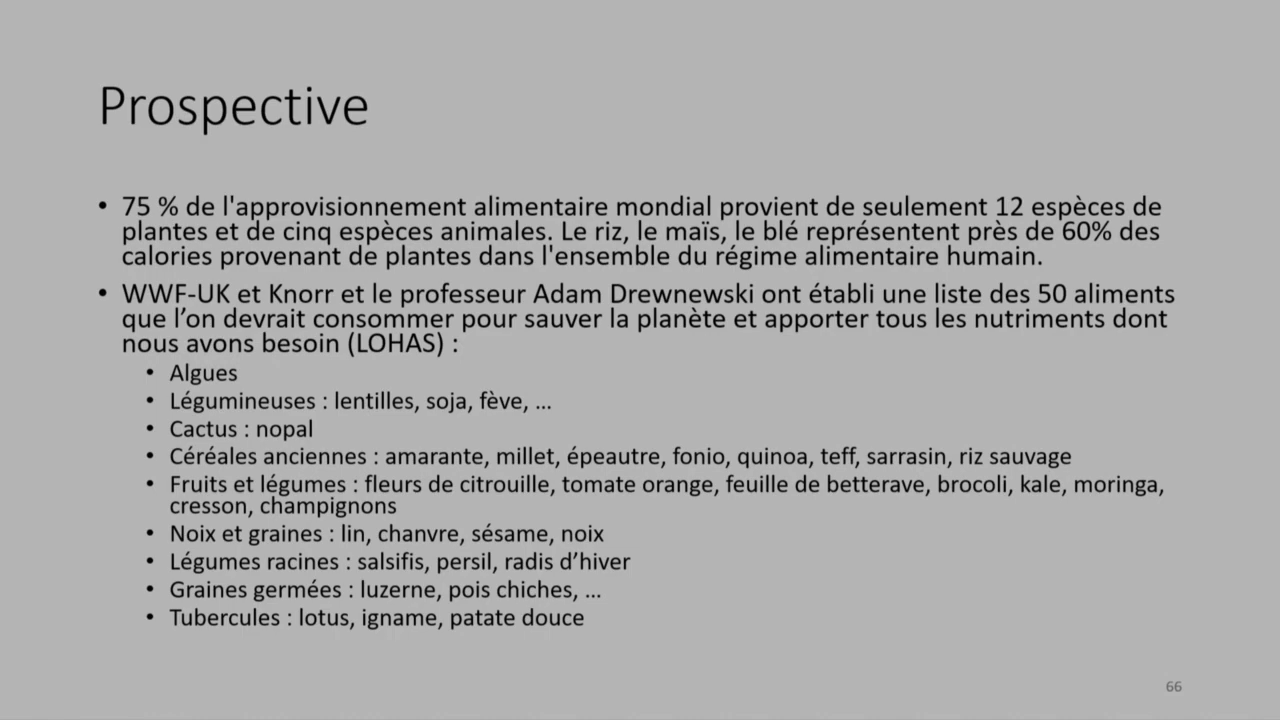 Prospective
• 75 % de l'approvisionnement alimentaire mondial provient de seulement 12 espèces de
plantes et de cinq espèces animales. Le riz, le maïs, le blé représentent près de 60% des
calories provenant de plantes dans l'ensemble du régime alimentaire humain.
• WWF-UK et Knorr et le professeur Adam Drewnewski ont établi une liste des 50 aliments
que l’on devrait consommer pour sauver la planète et apporter tous les nutriments dont
nous avons besoin (LOHAS) :
• Algues
• Légumineuses : lentilles, soja, fève, …
• Cactus : nopal
• Céréales anciennes : amarante, millet, épeautre, fonio, quinoa, teff, sarrasin, riz sauvage
• Fruits et légumes : fleurs de citrouille, tomate orange, feuille de betterave, brocoli, kale, moringa,
cresson, champignons
• Noix et graines : lin, chanvre, sésame, noix
• Légumes racines : salsifis, persil, radis d’hiver
• Graines germées : luzerne, pois chiches, …
• Tubercules : lotus, igname, patate douce
66